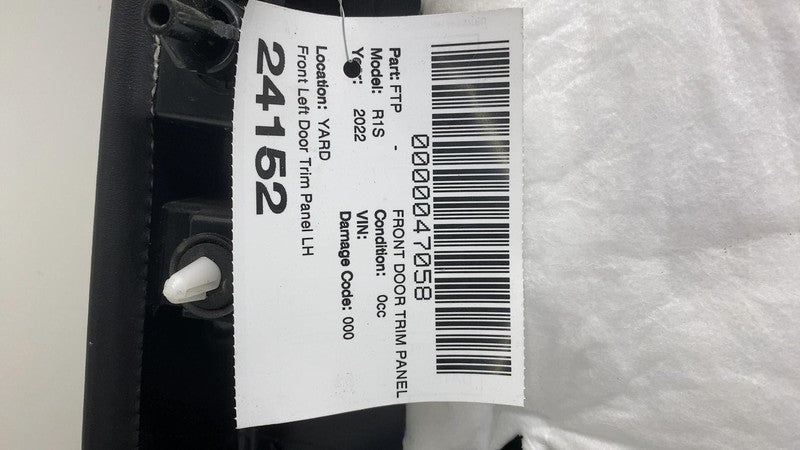 0000047058
Part: FTP - FRONT DOOR TRIM PANEL
Model: R1S Condition: 0cc
Year: 2022 VIN:
Damage Code: 000
Location: YARD
Front Left Door Trim Panel LH
24152